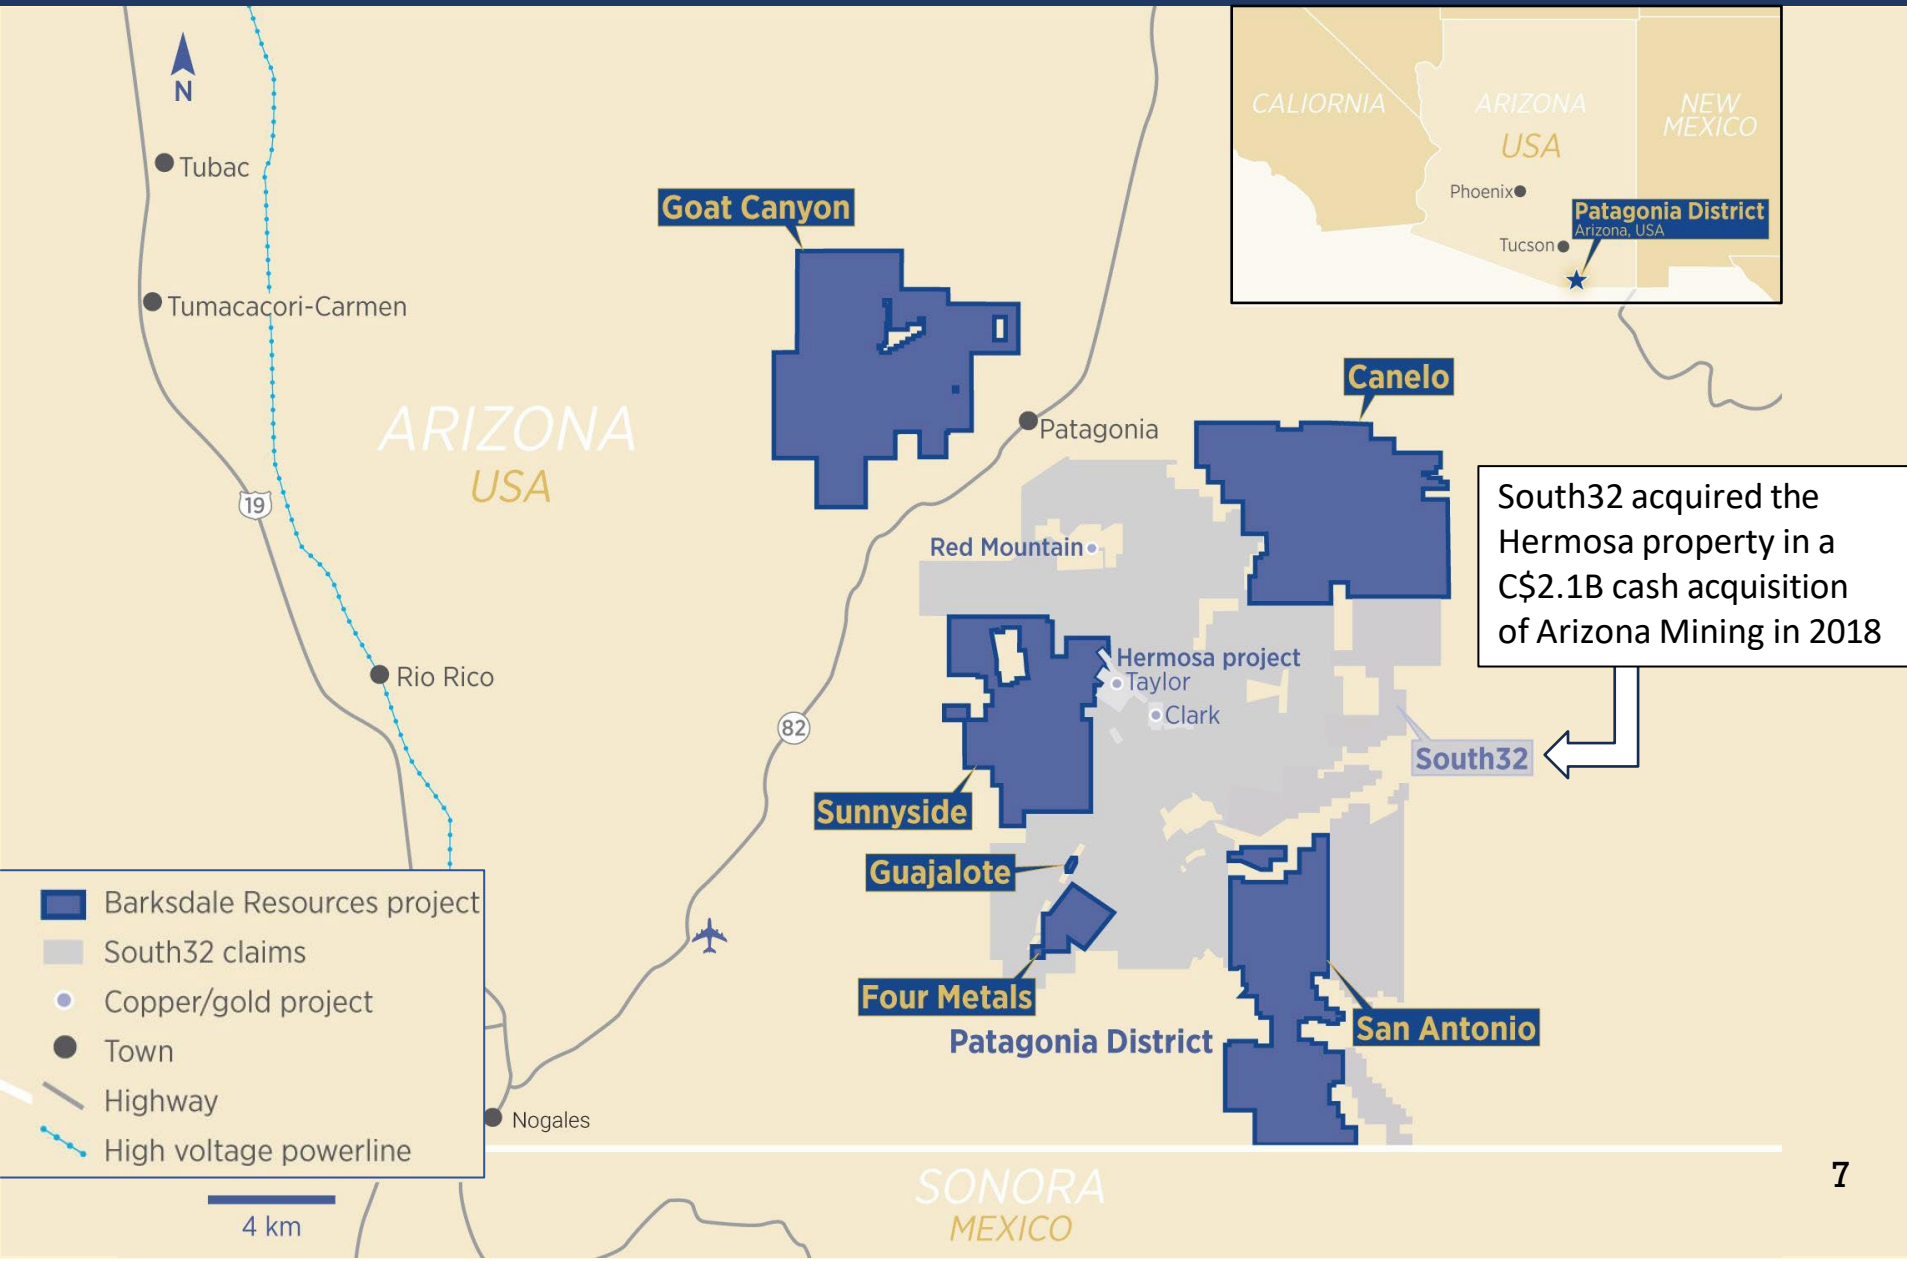 N
Tubac
Tumacacori-Carmen
ARIZONA
USA
19
Rio Rico
Goat Canyon
Patagonia
82
CALIORNIA
ARIZONA
USA
NEW
MEXICO
Phoenix
Tucson
Patagonia District
Arizona, USA
Canelo
South32 acquired the
Hermosa property in a
C$2.1B cash acquisition
of Arizona Mining in 2018
Red Mountain
Hermosa project
Taylor
Clark
South32
Sunnyside
Guajalote
Four Metals
San Antonio
Patagonia District
Barksdale Resources project
South32 claims
Copper/gold project
Town
Highway
High voltage powerline
Nogales
4 km
SONORA
MEXICO
7